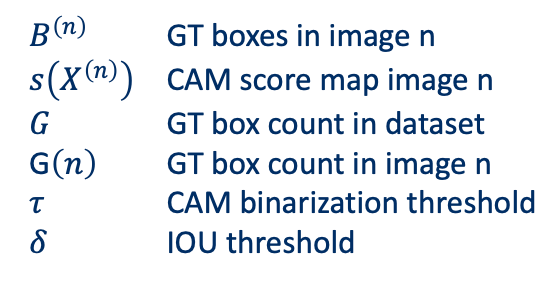 B^(n) GT boxes in image n
s(X^(n)) CAM score map image n
G GT box count in dataset
G(n) GT box count in image n
τ CAM binarization threshold
δ IOU threshold